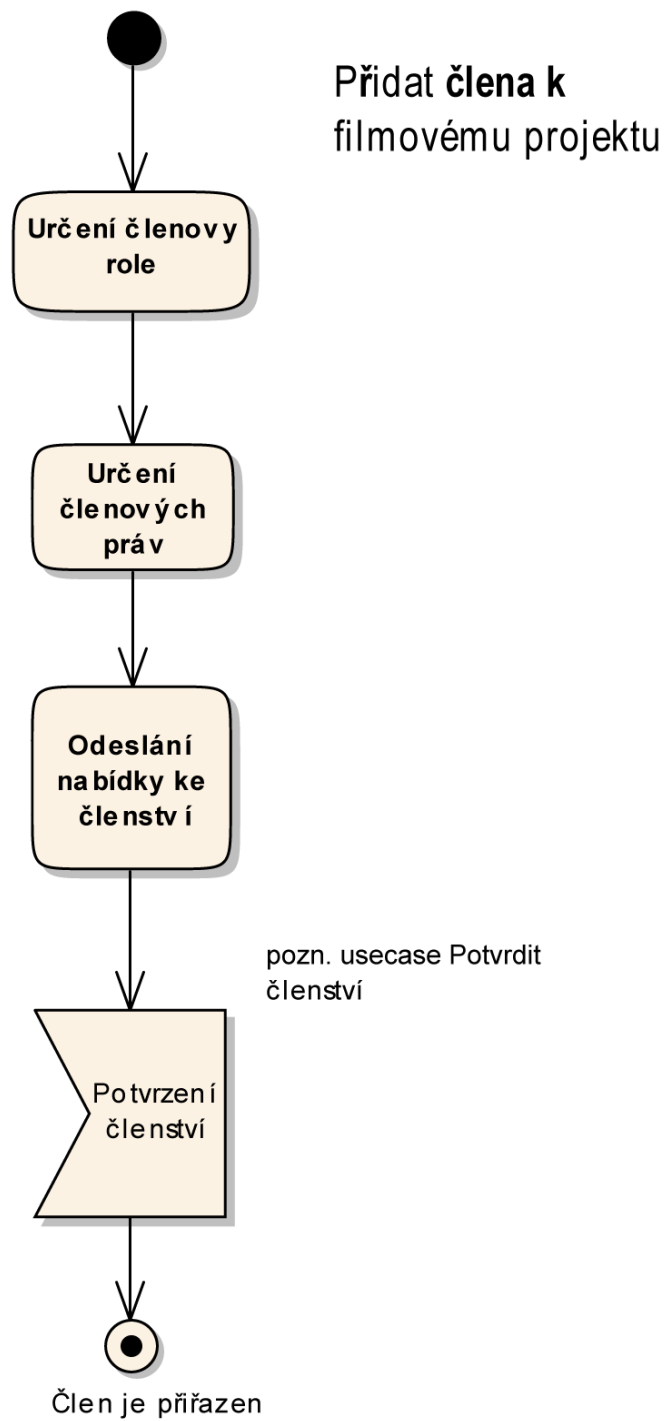 Přidat člena k
filmovému projektu
Určení členovy
role
Určení
členových
práv
Odeslání
nabídky ke
členství
pozn. usecase Potvrdit
členství
Potvrzení
členství
Člen je přiřazen